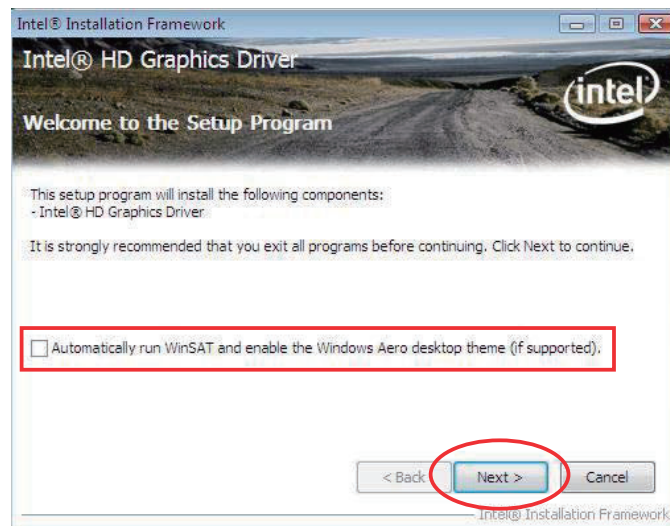 Intel® Installation Framework
Intel® HD Graphics Driver
intel
Welcome to the Setup Program
This setup program will install the following components:
- Intel® HD Graphics Driver
It is strongly recommended that you exit all programs before continuing. Click Next to continue.
Automatically run WinSAT and enable the Windows Aero desktop theme (if supported).
< Back Next > Cancel
Intel® Installation Framework